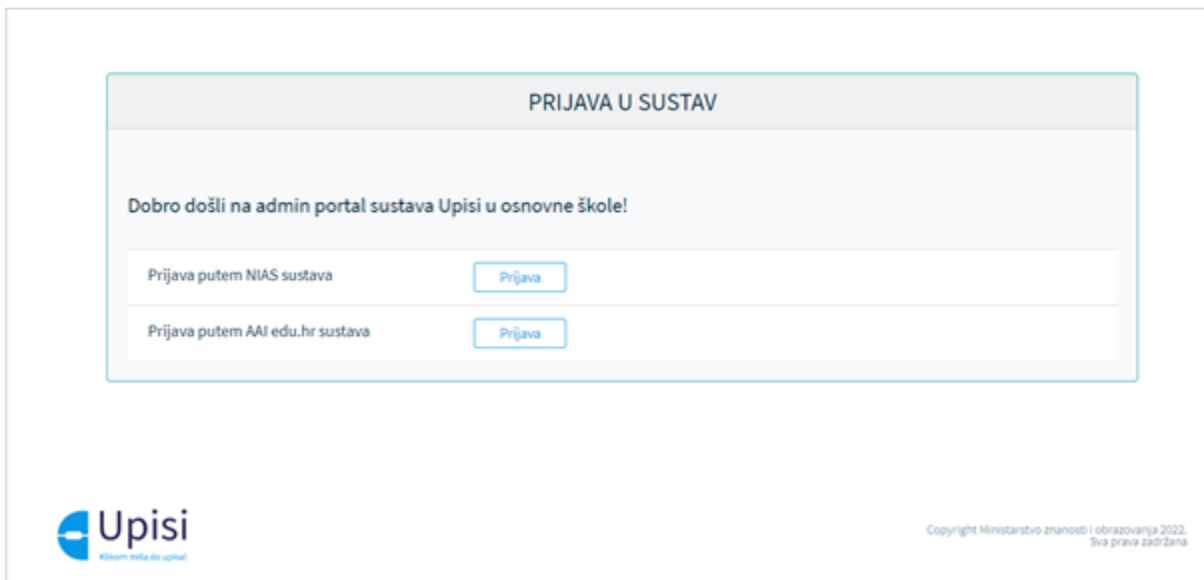 PRIJAVA U SUSTAV
Dobro došli na admin portal sustava Upisi u osnovne škole!
Prijava putem NIAS sustava
Prijava
Prijava putem AAI edu.hr sustava
Prijava
Upisi
Klikom miša do upisa!
Copyright Ministarstvo znanosti i obrazovanja 2022.
Sva prava zadržana